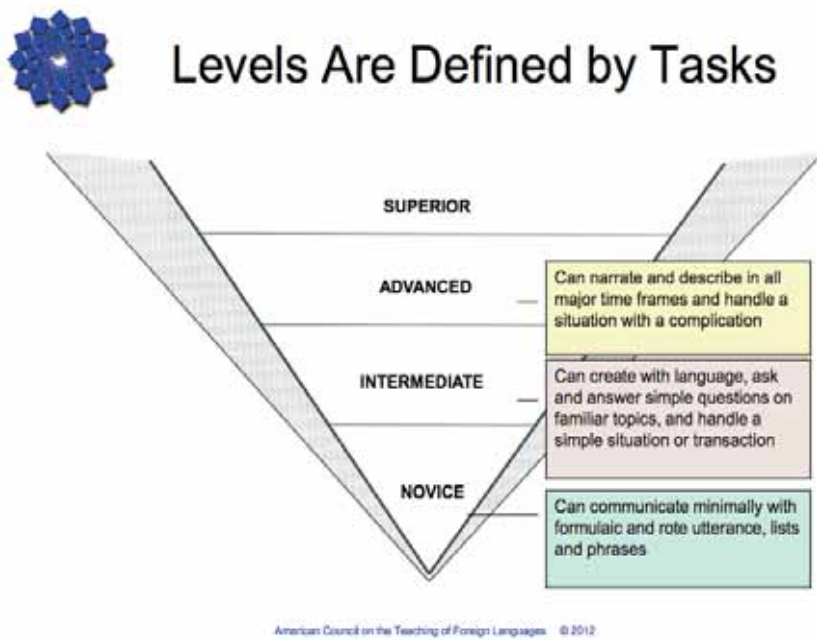 Levels Are Defined by Tasks
SUPERIOR
ADVANCED
Can narrate and describe in all
major time frames and handle a
situation with a complication
INTERMEDIATE
Can create with language, ask
and answer simple questions on
familiar topics, and handle a
simple situation or transaction
NOVICE
Can communicate minimally with
formulaic and rote utterance, lists
and phrases
American Council on the Teaching of Foreign Languages © 2012